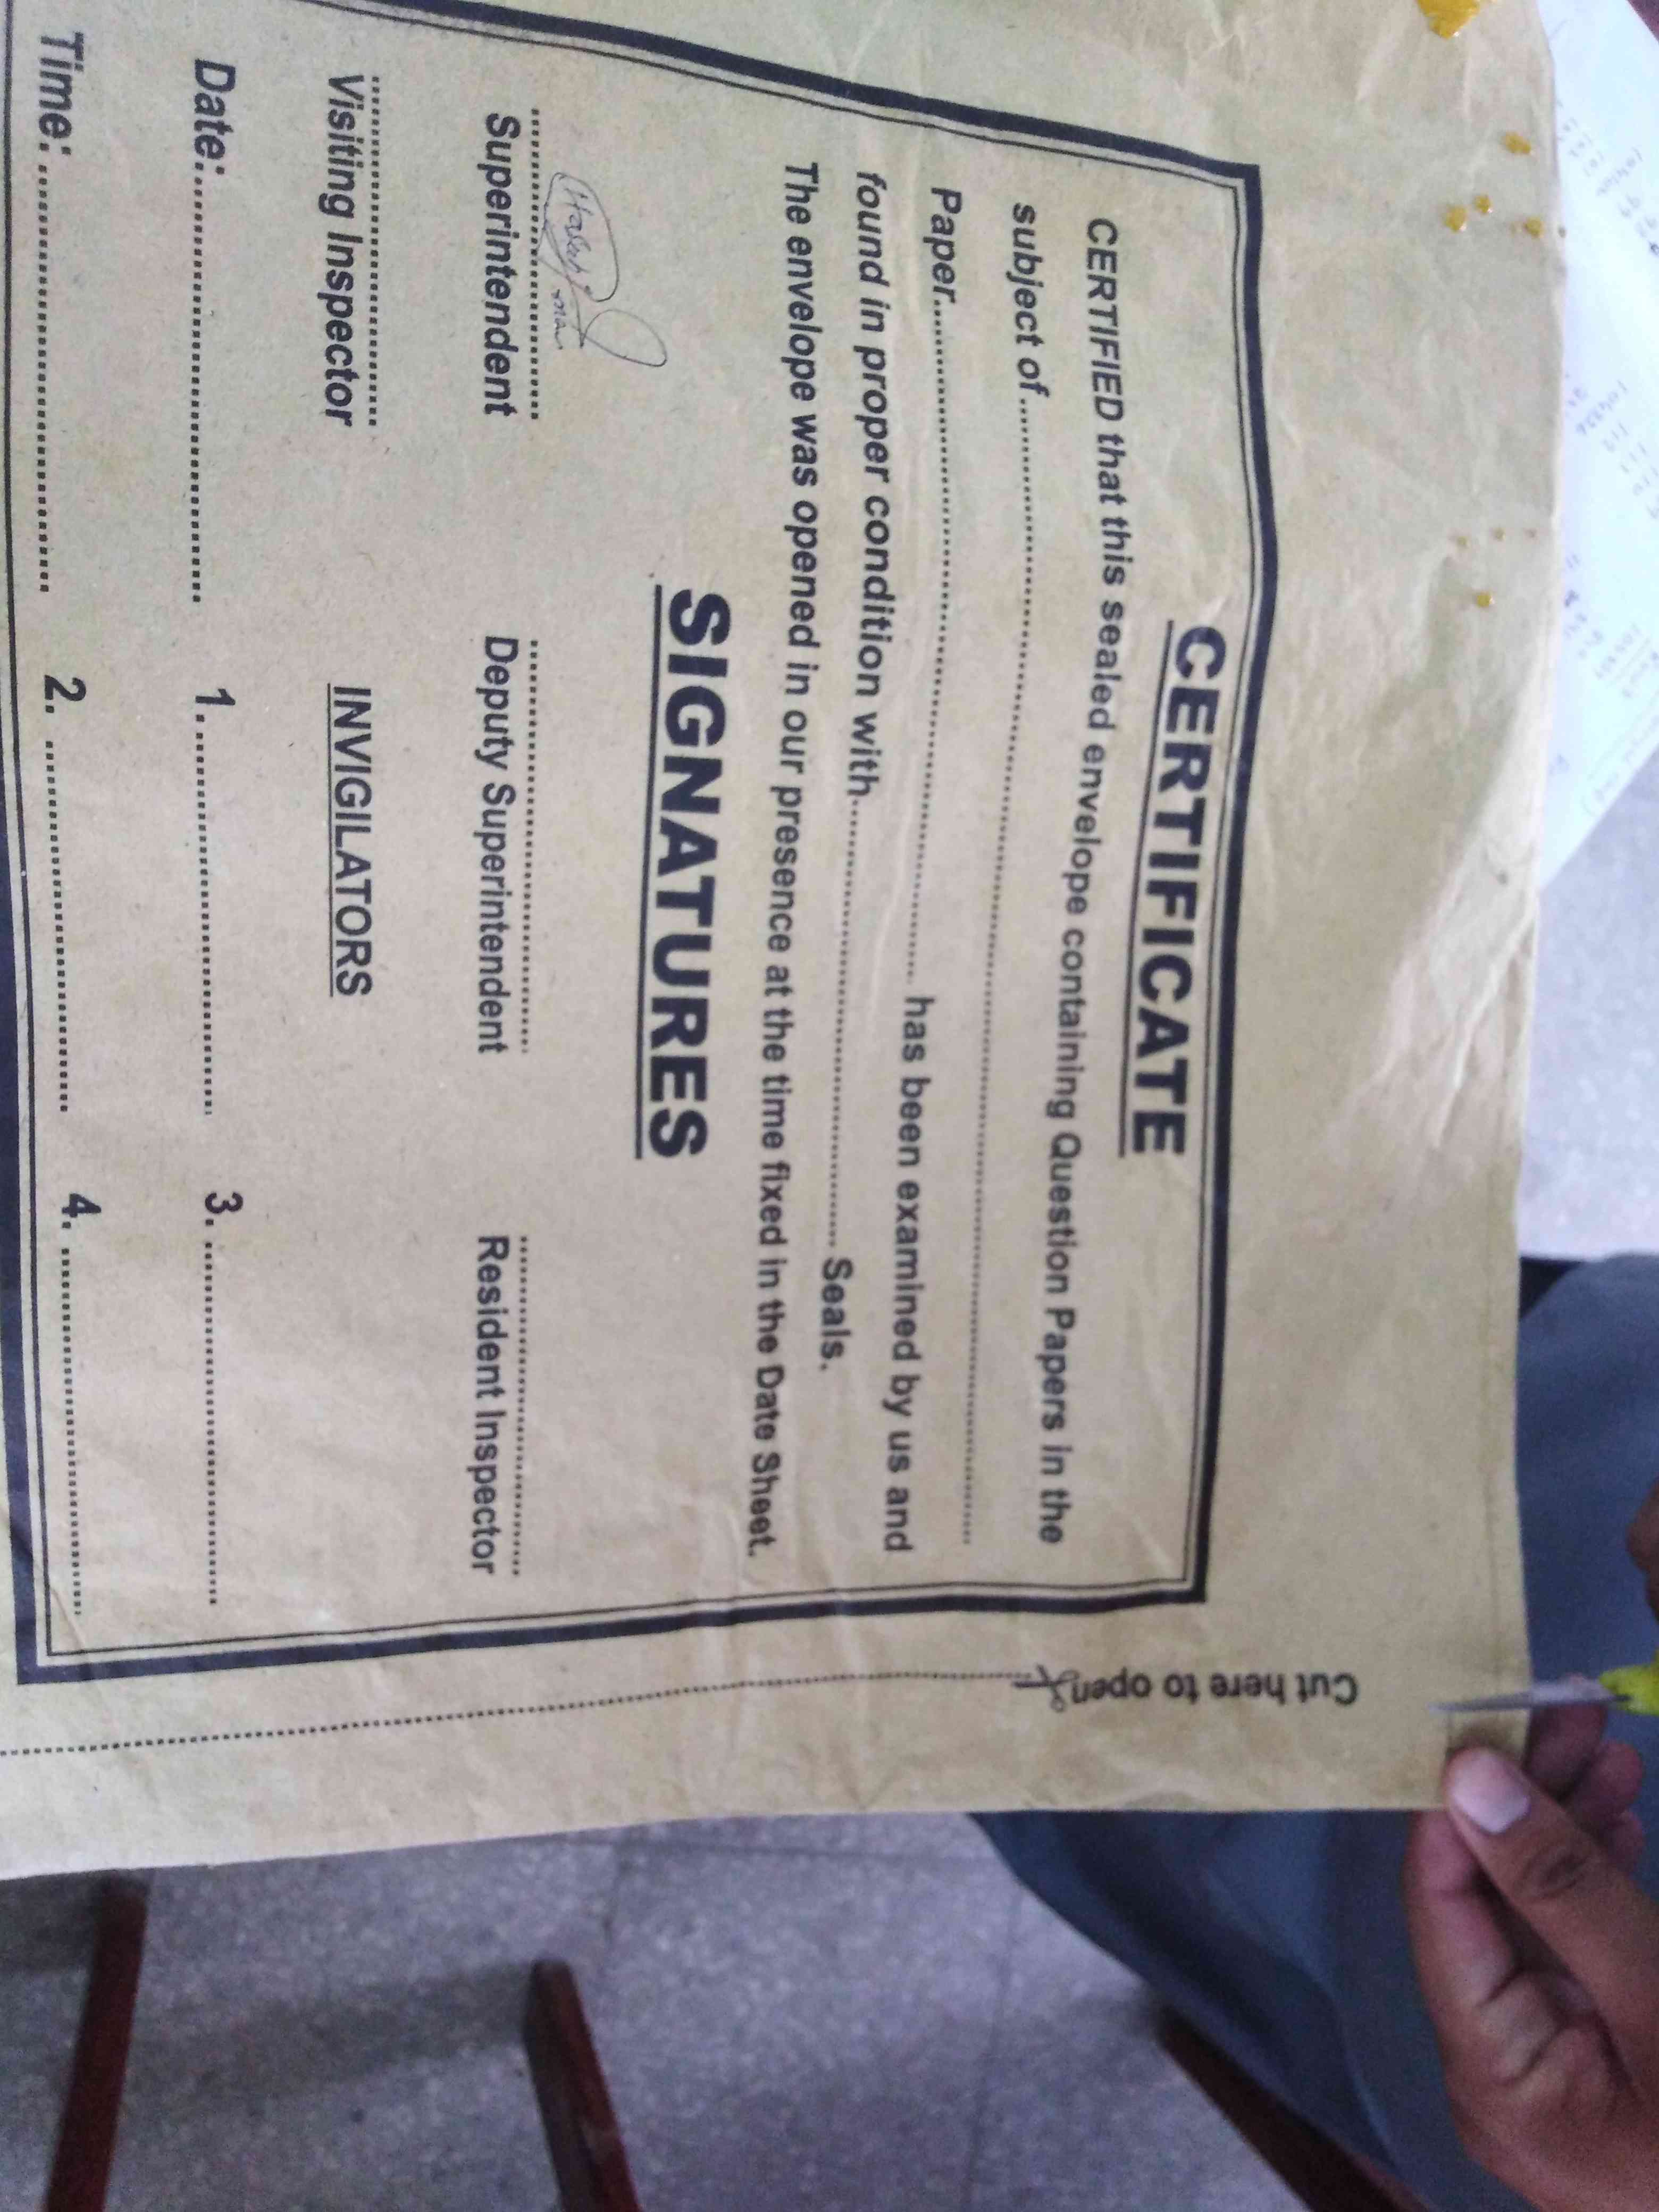 CERTIFICATE
CERTIFIED that this sealed envelope containing Question Papers in the
subject of..........................................................................
Paper.......................................................... has been examined by us and
found in proper condition with.......................................... Seals.
The envelope was opened in our presence at the time fixed in the Date Sheet.
SIGNATURES
Superintendent Deputy Superintendent Resident Inspector
Visiting Inspector INVIGILATORS
Date:.................................... 1................................... 3...................................
Time:.................................... 2. ................................... 4. ...................................
Cut here to open